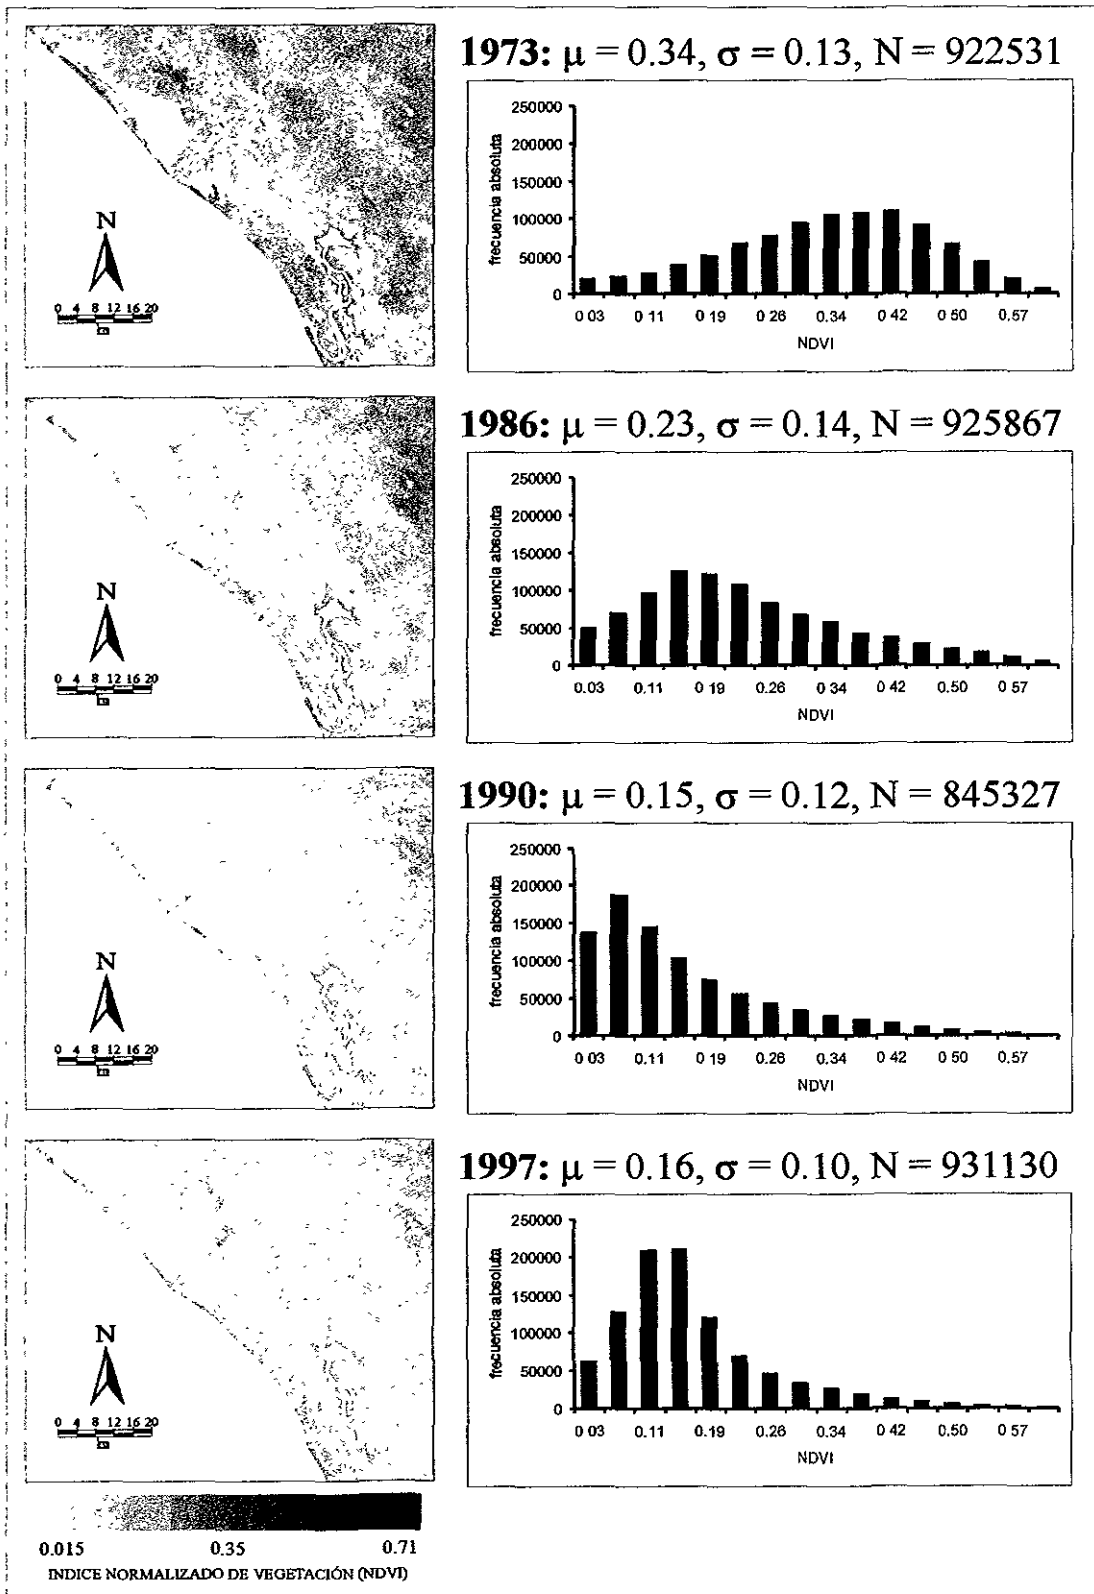 1973: μ = 0.34, σ = 0.13, N = 922531
N
0 4 8 12 16 20
frecuencia absoluta
250000
200000
150000
100000
50000
0
0 03 0 11 0 19 0 26 0.34 0 42 0 50 0.57
NDVI
1986: μ = 0.23, σ = 0.14, N = 925867
N
0 4 8 12 16 20
frecuencia absoluta
250000
200000
150000
100000
50000
0
0.03 0.11 0 19 0.26 0 34 0 42 0.50 0.57
NDVI
1990: μ = 0.15, σ = 0.12, N = 845327
N
0 4 8 12 16 20
frecuencia absoluta
250000
200000
150000
100000
50000
0
0 03 0.11 0.19 0.26 0.34 0 42 0.50 0.57
NDVI
1997: μ = 0.16, σ = 0.10, N = 931130
N
0 4 8 12 16 20
frecuencia absoluta
250000
200000
150000
100000
50000
0
0 03 0.11 0.19 0.26 0.34 0 42 0.50 0 57
NDVI
0.015 0.35 0.71
INDICE NORMALIZADO DE VEGETACIÓN (NDVI)